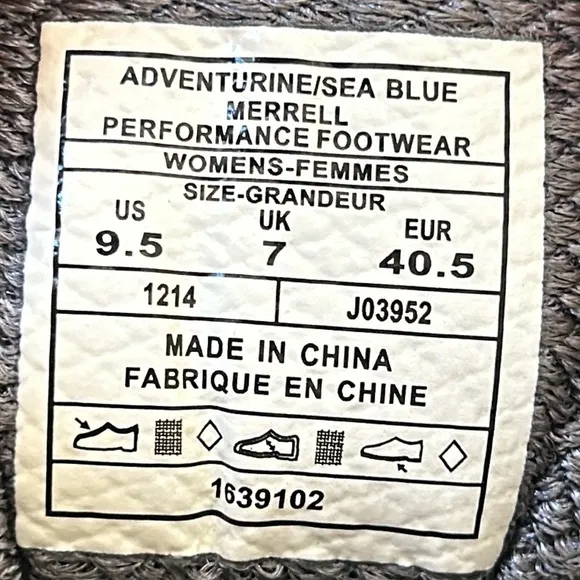 ADVENTURINE/SEA BLUE
MERRELL
PERFORMANCE FOOTWEAR
WOMENS-FEMMES
SIZE-GRANDEUR
US UK EUR
9.5 7 40.5
1214 J03952
MADE IN CHINA
FABRIQUE EN CHINE
1639102